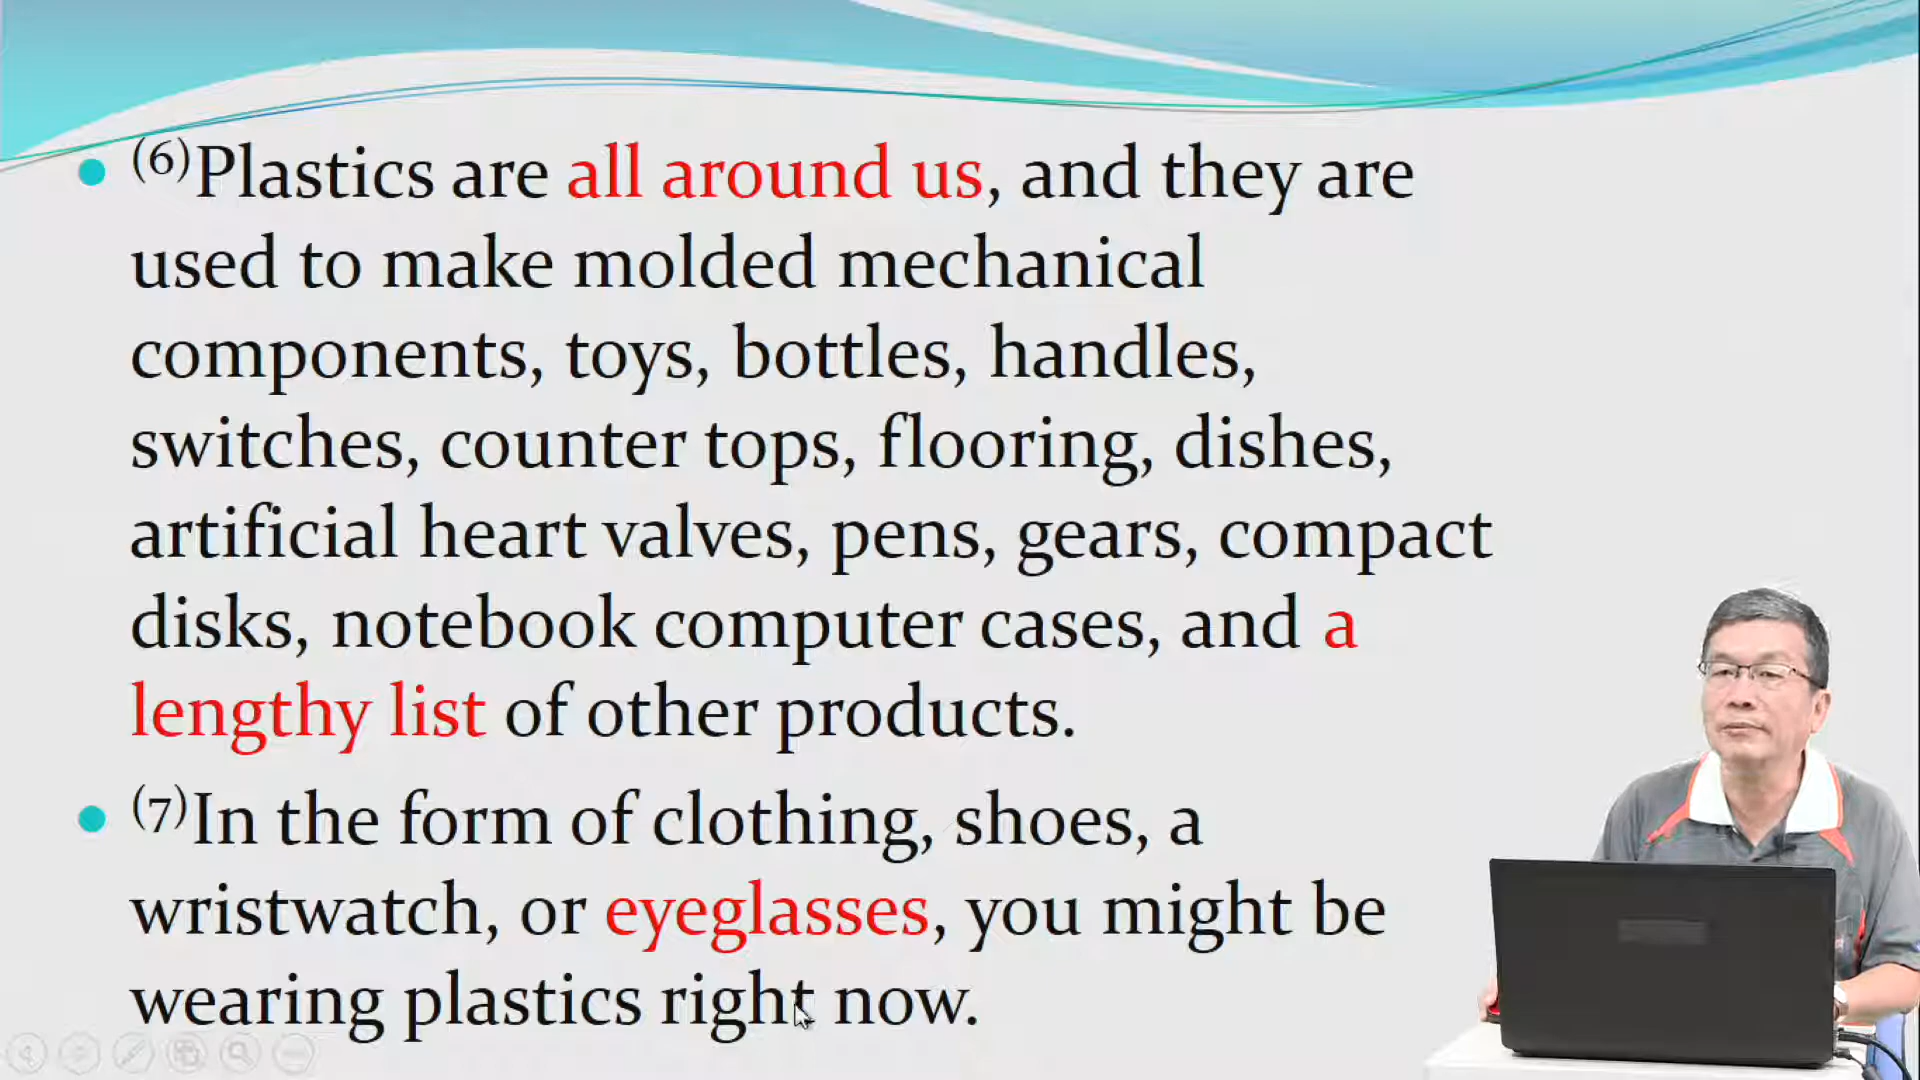 (6)Plastics are all around us, and they are
used to make molded mechanical
components, toys, bottles, handles,
switches, counter tops, flooring, dishes,
artificial heart valves, pens, gears, compact
disks, notebook computer cases, and a
lengthy list of other products.
(7)In the form of clothing, shoes, a
wristwatch, or eyeglasses, you might be
wearing plastics right now.